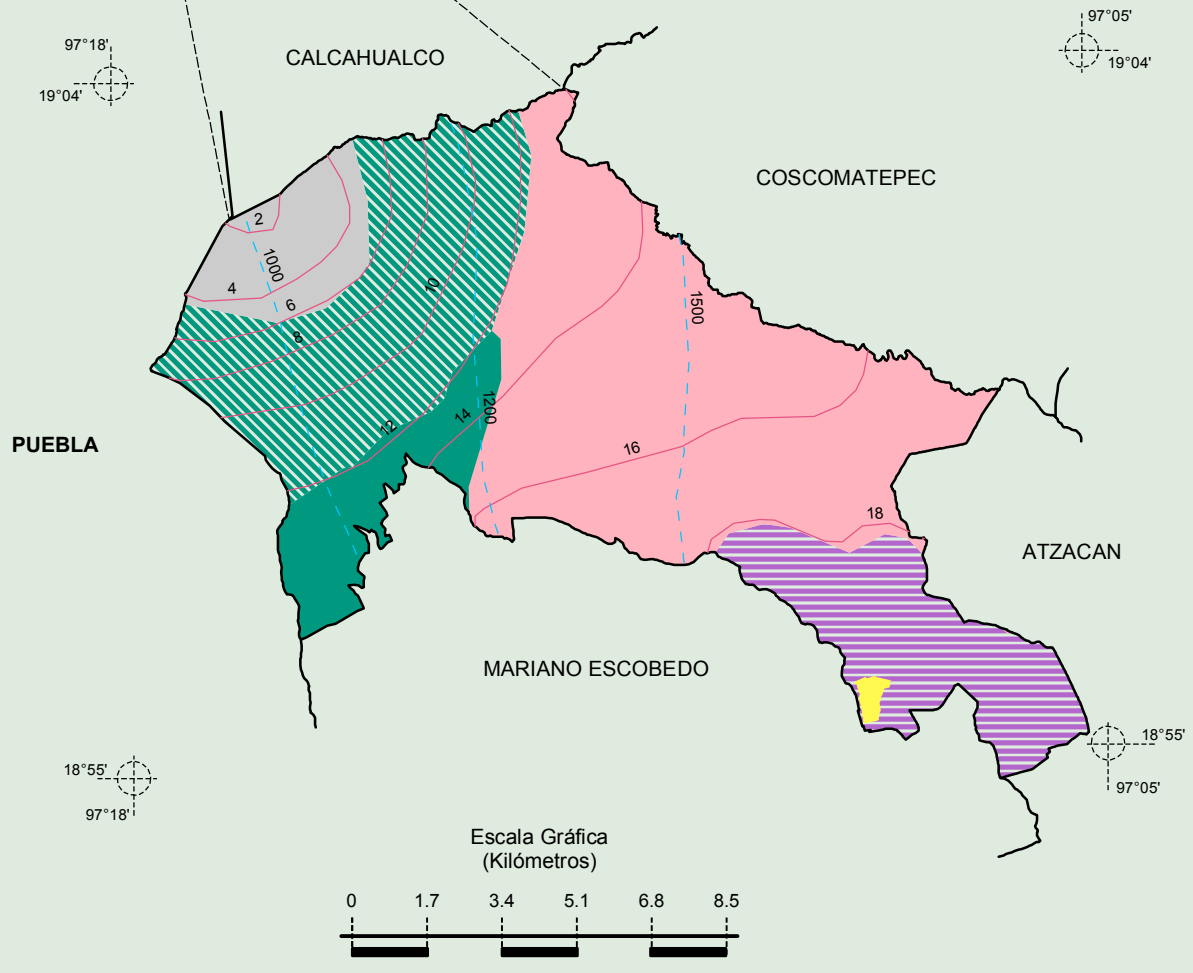 97°05'
97°18'
CALCAHUALCO
19°04'
19°04'
COSCOMATEPEC
2
1000
4
6
10
8
1500
1200
14
12
PUEBLA
16
18
ATZACAN
MARIANO ESCOBEDO
18°55'
18°55'
97°05'
97°18'
Escala Gráfica
(Kilómetros)
0 1.7 3.4 5.1 6.8 8.5